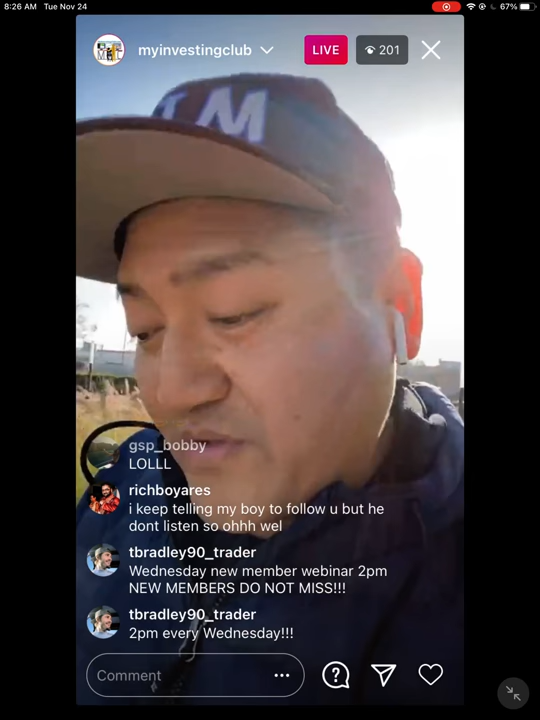 8:26 AM Tue Nov 24
67%
myinvestingclub
LIVE
201
M
gsp_bobby
LOLLL
richboyares
i keep telling my boy to follow u but he
dont listen so ohhh wel
tbradley90_trader
Wednesday new member webinar 2pm
NEW MEMBERS DO NOT MISS!!!
tbradley90_trader
2pm every Wednesday!!!
Comment